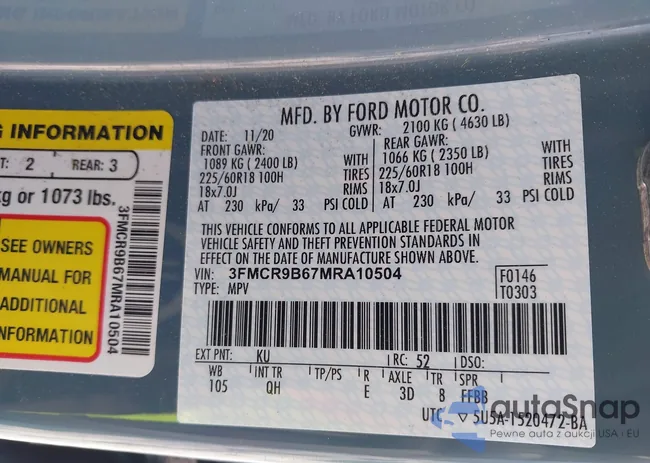 G INFORMATION
T: 2 REAR: 3
kg or 1073 lbs.
SEE OWNERS
MANUAL FOR
ADDITIONAL
INFORMATION
3FMCR9B67MRA10504
MFD. BY FORD MOTOR CO.
DATE: 11/20 GVWR: 2100 KG ( 4630 LB)
FRONT GAWR: REAR GAWR:
1089 KG ( 2400 LB) WITH 1066 KG ( 2350 LB) WITH
225/60R18 100H TIRES 225/60R18 100H TIRES
18x7.0J RIMS 18x7.0J RIMS
AT 230 kPa/ 33 PSI COLD AT 230 kPa/ 33 PSI COLD
THIS VEHICLE CONFORMS TO ALL APPLICABLE FEDERAL MOTOR
VEHICLE SAFETY AND THEFT PREVENTION STANDARDS IN
EFFECT ON THE DATE OF MANUFACTURE SHOWN ABOVE.
VIN: 3FMCR9B67MRA10504
TYPE: MPV
F0146
T0303
EXT PNT: KU RC: 52 DSO:
WB INT TR TP/PS R AXLE TR SPR
105 QH E 3D 8 FFBB
UTC ▽ 5U5A-1520472-BA
autoSnap
Pewne auta z aukcji USA i EU